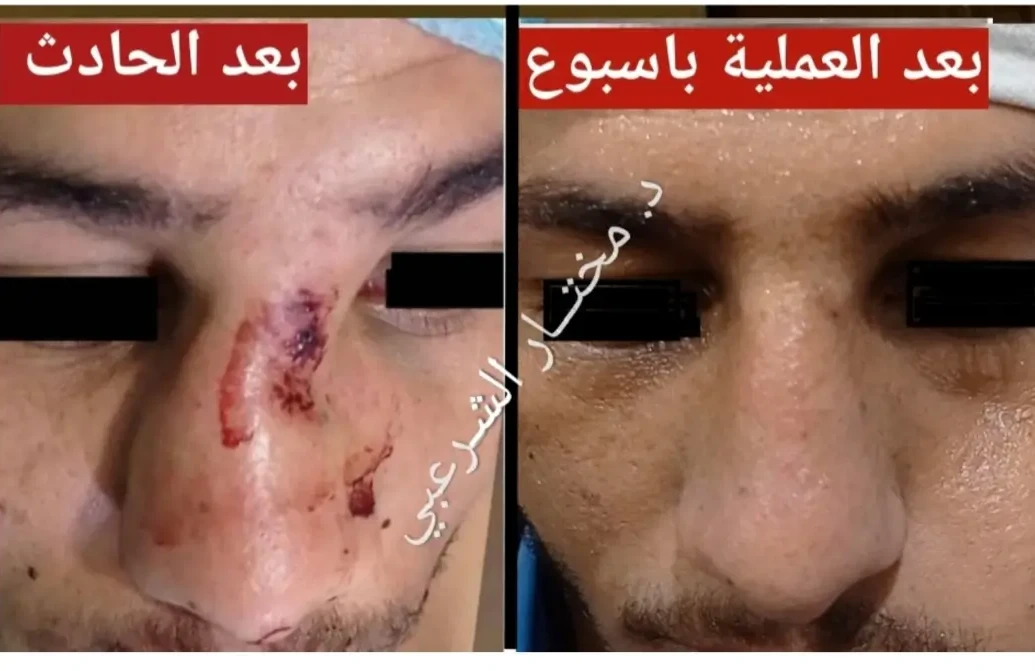 بعد الحادث
بعد العملية باسبوع
ب مختار الشرعبي